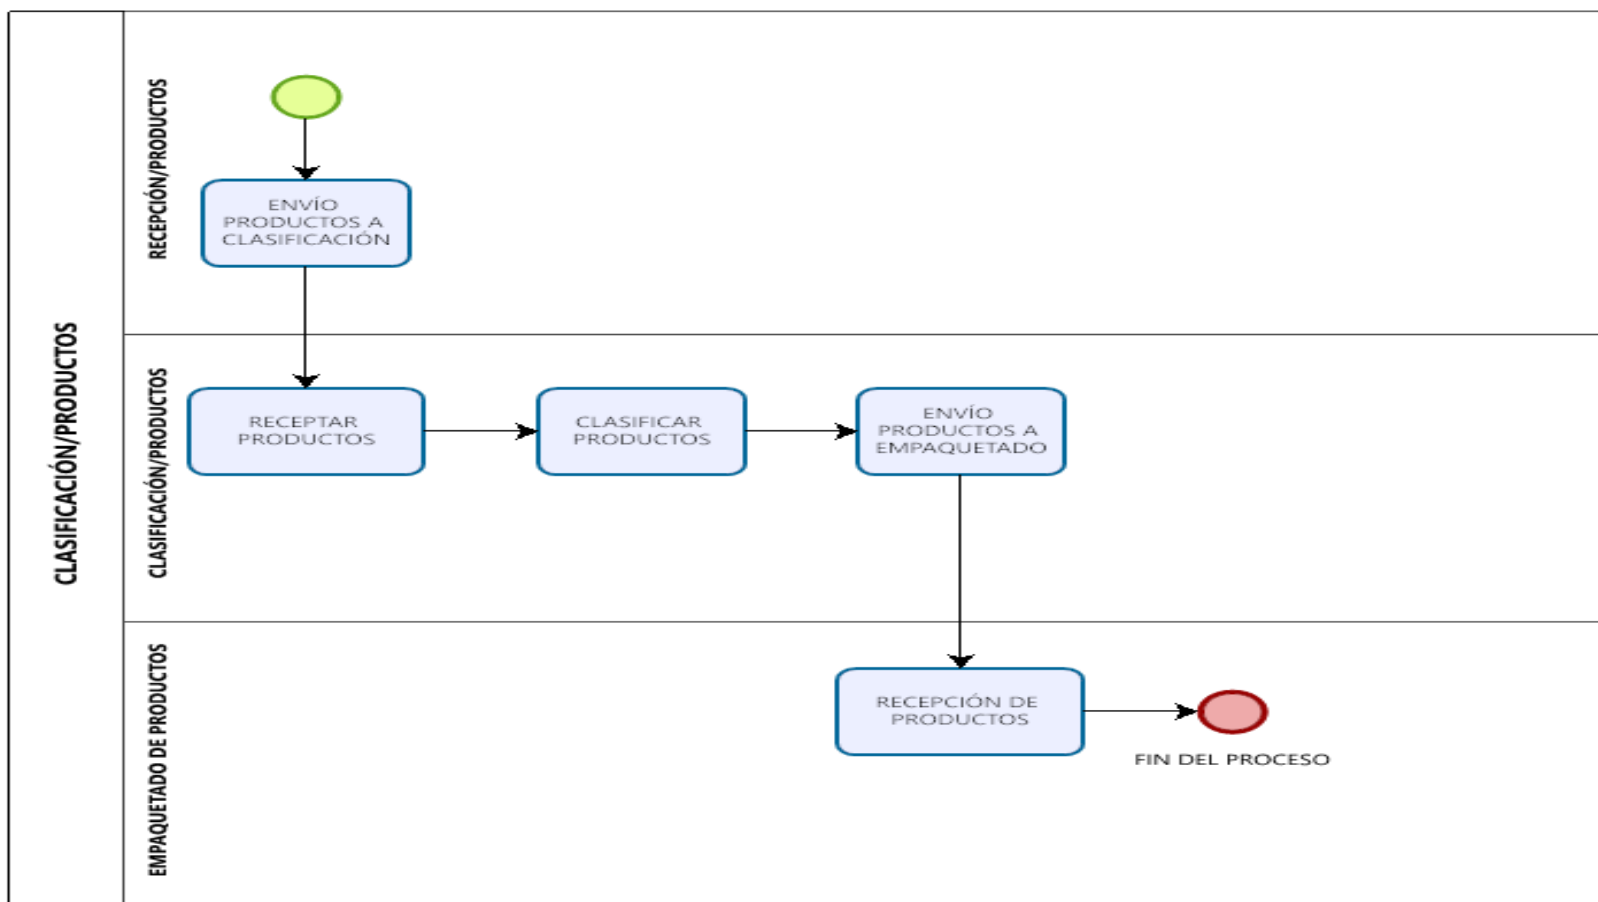 CLASIFICACIÓN/PRODUCTOS
RECEPCIÓN/PRODUCTOS
ENVÍO
PRODUCTOS A
CLASIFICACIÓN
CLASIFICACIÓN/PRODUCTOS
RECEPTAR
PRODUCTOS
CLASIFICAR
PRODUCTOS
ENVÍO
PRODUCTOS A
EMPAQUETADO
EMPAQUETADO DE PRODUCTOS
RECEPCIÓN DE
PRODUCTOS
FIN DEL PROCESO